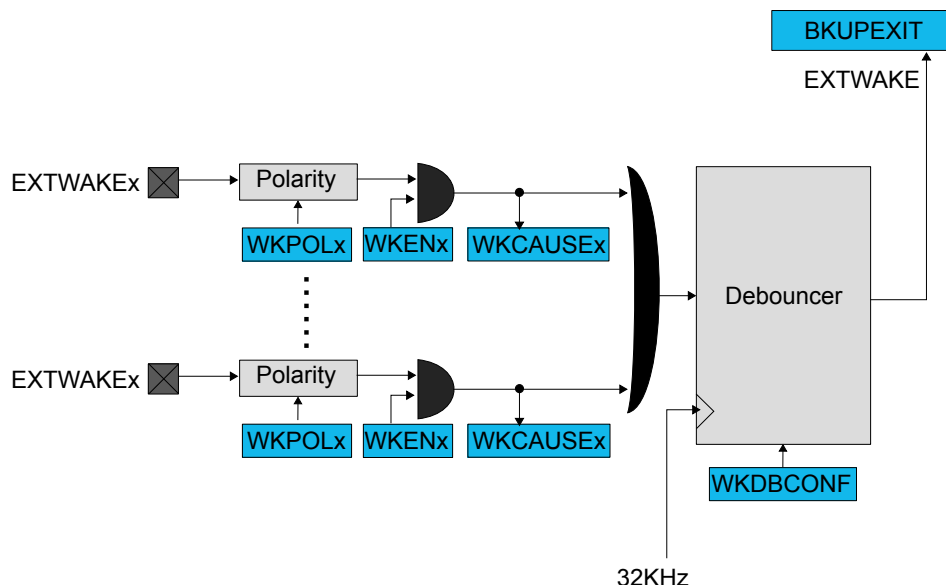 BKUPEXIT
EXTWAKE
EXTWAKEx
Polarity
WKPOLx
WKENx
WKCAUSEx
Debouncer
EXTWAKEx
Polarity
WKPOLx
WKENx
WKCAUSEx
WKDBCONF
32KHz